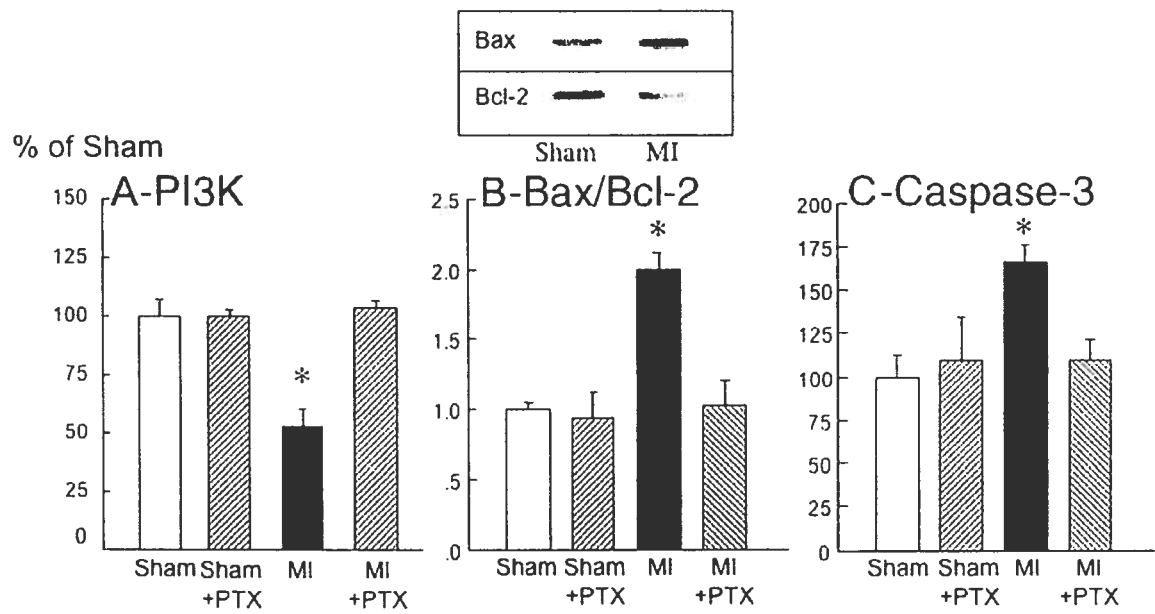 Bax
Bcl-2
Sham MI
% of Sham
A-PI3K
150
125
100
75
50
25
0
*
Sham Sham MI MI
+PTX +PTX
B-Bax/Bcl-2
2.5
2.0
1.5
1.0
.5
.0
*
Sham Sham MI MI
+PTX +PTX
C-Caspase-3
200
175
150
125
100
75
50
25
0
*
Sham Sham MI MI
+PTX +PTX